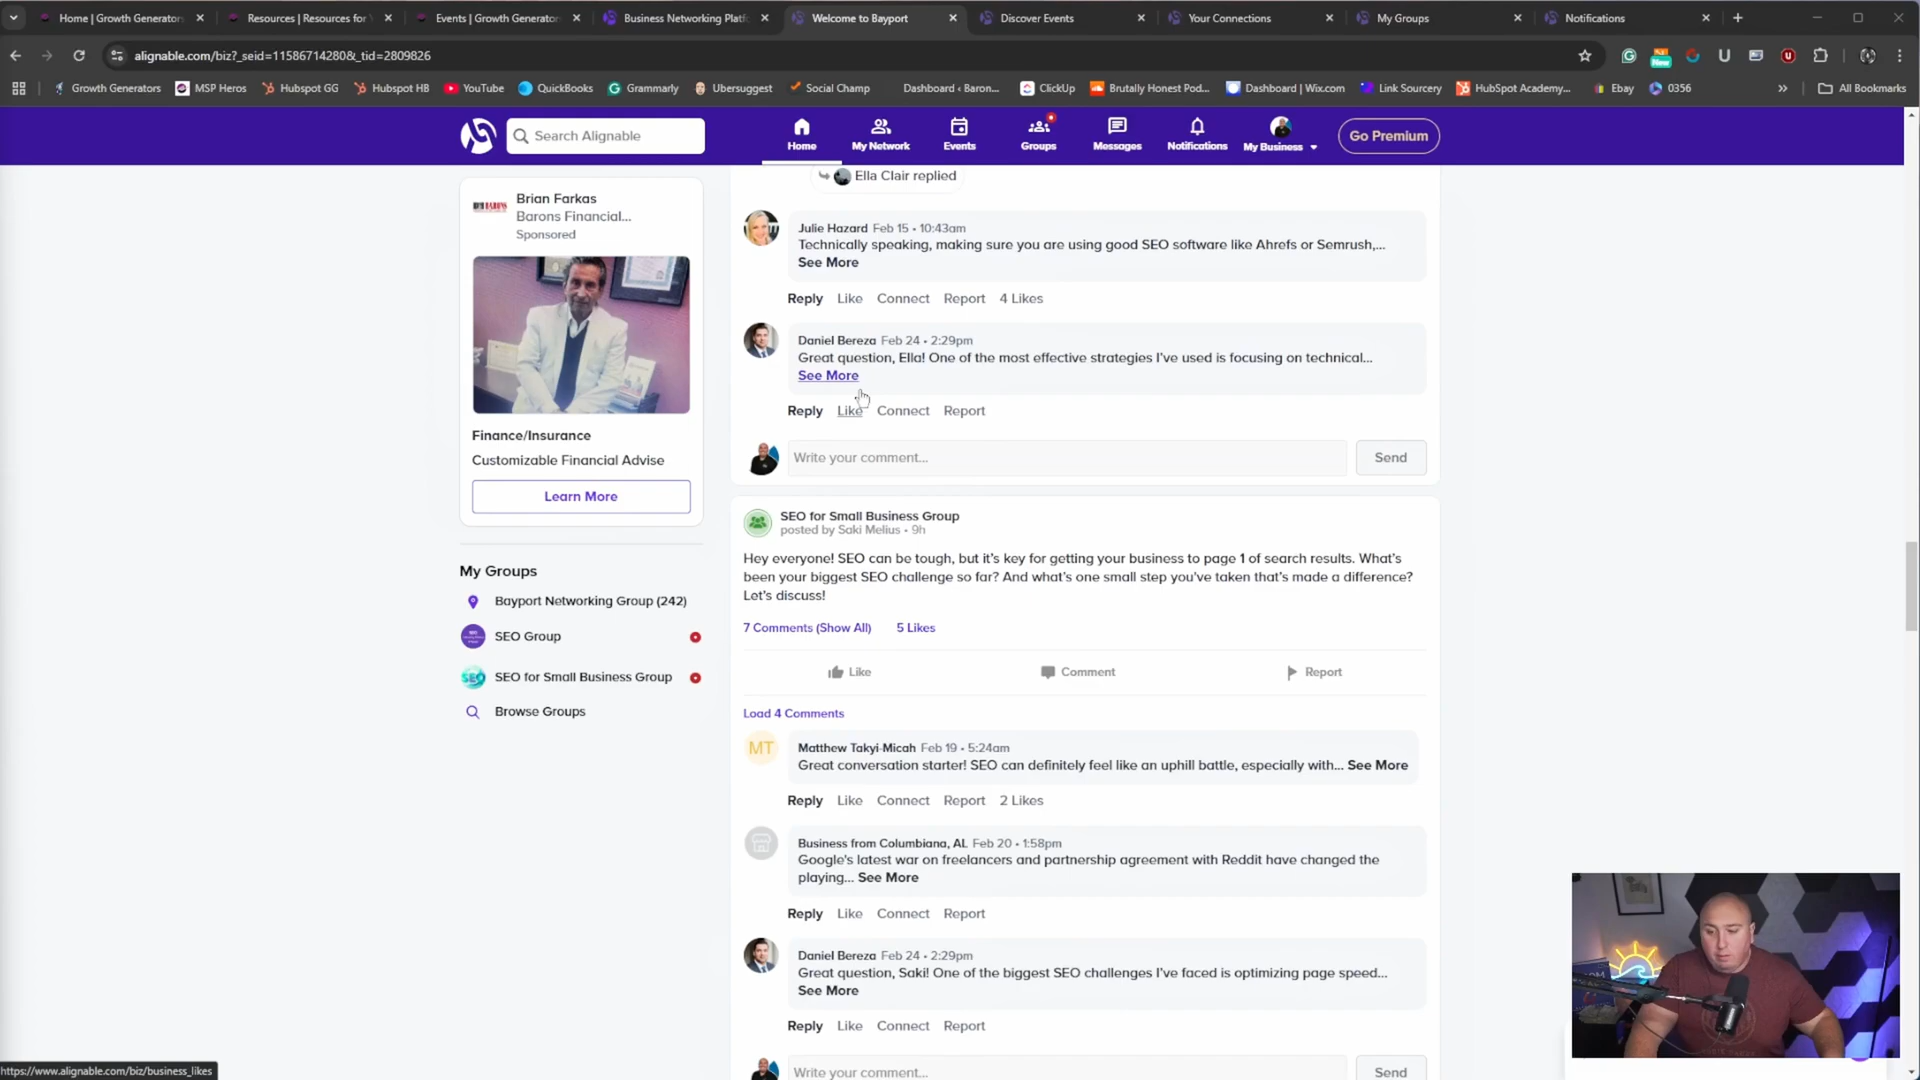 Home | Growth Generator
Resources | Resources for
Events | Growth Generator
Business Networking Platf
Welcome to Bayport
Discover Events
Your Connections
My Groups
Notifications
alignable.com/biz?_seid=11586714280&_tid=2809826
New
Growth Generators
MSP Heros
Hubspot GG
Hubspot HB
YouTube
QuickBooks
Grammarly
Ubersuggest
Social Champ
Dashboard ‹ Baron...
ClickUp
Brutally Honest Pod...
Dashboard | Wix.com
Link Sourcery
HubSpot Academy...
Ebay
0356
All Bookmarks
Search Alignable
Home
My Network
Events
Groups
Messages
Notifications
My Business
Go Premium
Brian Farkas
Barons Financial...
Sponsored
Finance/Insurance
Customizable Financial Advise
Learn More
My Groups
Bayport Networking Group (242)
SEO Group
SEO for Small Business Group
Browse Groups
Ella Clair replied
Julie Hazard Feb 15 • 10:43am
Technically speaking, making sure you are using good SEO software like Ahrefs or Semrush,...
See More
Reply Like Connect Report 4 Likes
Daniel Bereza Feb 24 • 2:29pm
Great question, Ella! One of the most effective strategies I've used is focusing on technical...
See More
Reply Like Connect Report
Write your comment...
Send
SEO for Small Business Group
posted by Saki Melius • 9h
Hey everyone! SEO can be tough, but it's key for getting your business to page 1 of search results. What's
been your biggest SEO challenge so far? And what's one small step you've taken that's made a difference?
Let's discuss!
7 Comments (Show All) 5 Likes
Like Comment Report
Load 4 Comments
MT
Matthew Takyi-Micah Feb 19 • 5:24am
Great conversation starter! SEO can definitely feel like an uphill battle, especially with... See More
Reply Like Connect Report 2 Likes
Business from Columbiana, AL Feb 20 • 1:58pm
Google's latest war on freelancers and partnership agreement with Reddit have changed the
playing... See More
Reply Like Connect Report
Daniel Bereza Feb 24 • 2:29pm
Great question, Saki! One of the biggest SEO challenges I've faced is optimizing page speed...
See More
Reply Like Connect Report
Write your comment...
Send
https://www.alignable.com/biz/business_likes